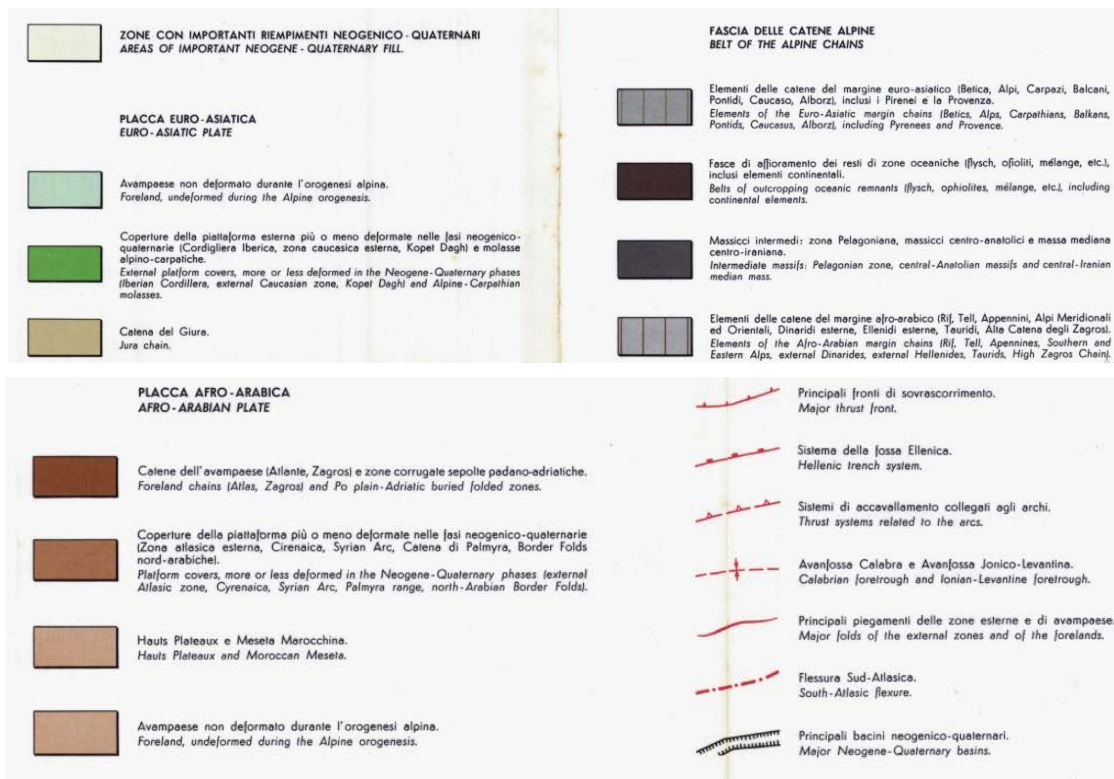 ZONE CON IMPORTANTI RIEMPIMENTI NEOGENICO-QUATERNARI
AREAS OF IMPORTANT NEOGENE-QUATERNARY FILL.
PLACCA EURO-ASIATICA
EURO-ASIATIC PLATE
Avampaese non deformato durante l'orogenesi alpina.
Foreland, undeformed during the Alpine orogenesis.
Coperture della piattaforma esterna più o meno deformate nelle fasi neogenico-
quaternarie (Cordigliera Iberica, zona caucasica esterna, Kopet Dagh) e molasse
alpino-carpatiche.
External platform covers, more or less deformed in the Neogene-Quaternary phases
(Iberian Cordillera, external Caucasian zone, Kopet Dagh) and Alpine-Carpathian
molasses.
Catena del Giura.
Jura chain.
FASCIA DELLE CATENE ALPINE
BELT OF THE ALPINE CHAINS
Elementi delle catene del margine euro-asiatico (Betica, Alpi, Carpazi, Balcani,
Pontidi, Caucaso, Alborz), inclusi i Pirenei e la Provenza.
Elements of the Euro-Asiatic margin chains (Betics, Alps, Carpathians, Balkans,
Pontids, Caucasus, Alborz), including Pyrenees and Provence.
Fasce di affioramento dei resti di zone oceaniche (flysch, ofioliti, mélange, etc.),
inclusi elementi continentali.
Belts of outcropping oceanic remnants (flysch, ophiolites, mélange, etc.), including
continental elements.
Massicci intermedi: zona Pelagoniana, massicci centro-anatolici e massa mediana
centro-iraniana.
Intermediate massifs: Pelagonian zone, central-Anatolian massifs and central-Iranian
median mass.
Elementi delle catene del margine afro-arabico (Rif, Tell, Appennini, Alpi Meridionali
ed Orientali, Dinaridi esterne, Ellenidi esterne, Tauridi, Alta Catena degli Zagros).
Elements of the Afro-Arabian margin chains (Rif, Tell, Apennines, Southern and
Eastern Alps, external Dinarides, external Hellenides, Taurids, High Zagros Chain).
PLACCA AFRO-ARABICA
AFRO-ARABIAN PLATE
Catene dell'avampaese (Atlante, Zagros) e zone corrugate sepolte padano-adriatiche.
Foreland chains (Atlas, Zagros) and Po plain-Adriatic buried folded zones.
Coperture della piattaforma più o meno deformate nelle fasi neogenico-quaternarie
(Zona atlasica esterna, Cirenaica, Syrian Arc, Catena di Palmyra, Border Folds
nord-arabiche).
Platform covers, more or less deformed in the Neogene-Quaternary phases (external
Atlasic zone, Cyrenaica, Syrian Arc, Palmyra range, north-Arabian Border Folds).
Hauts Plateaux e Meseta Marocchina.
Hauts Plateaux and Moroccan Meseta.
Avampaese non deformato durante l'orogenesi alpina.
Foreland, undeformed during the Alpine orogenesis.
Principali fronti di sovrascorrimento.
Major thrust front.
Sistema della fossa Ellenica.
Hellenic trench system.
Sistemi di accavallamento collegati agli archi.
Thrust systems related to the arcs.
Avanfossa Calabra e Avanfossa Jonico-Levantina.
Calabrian foretrough and Ionian-Levantine foretrough.
Principali piegamenti delle zone esterne e di avampaese.
Major folds of the external zones and of the forelands.
Flessura Sud-Atlasica.
South-Atlasic flexure.
Principali bacini neogenico-quaternari.
Major Neogene-Quaternary basins.